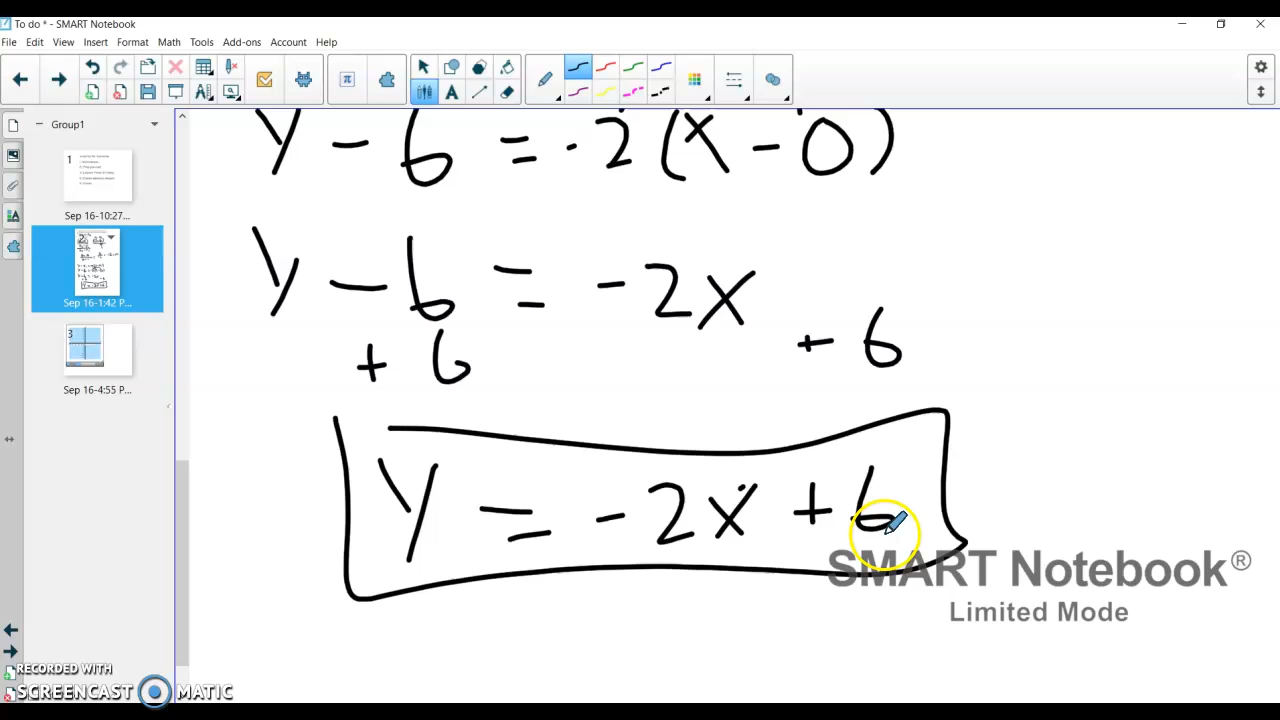 To do * - SMART Notebook
File Edit View Insert Format Math Tools Add-ons Account Help
Group1
1
Sep 16-10:27...
Sep 16-1:42 P...
3
Sep 16-4:55 P...
y - 6 = -2(x - 0)
y - 6 = -2x
+ 6 + 6
y = -2x + 6
SMART Notebook®
Limited Mode
RECORDED WITH
SCREENCAST MATIC